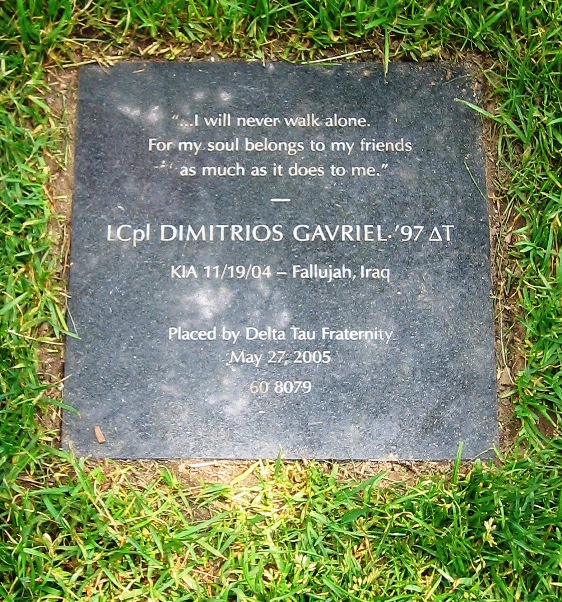 “...I will never walk alone.
For my soul belongs to my friends
as much as it does to me.”
—
LCpl DIMITRIOS GAVRIEL·’97 ΔT
KIA 11/19/04 – Fallujah, Iraq
Placed by Delta Tau Fraternity
May 27, 2005
60 8079